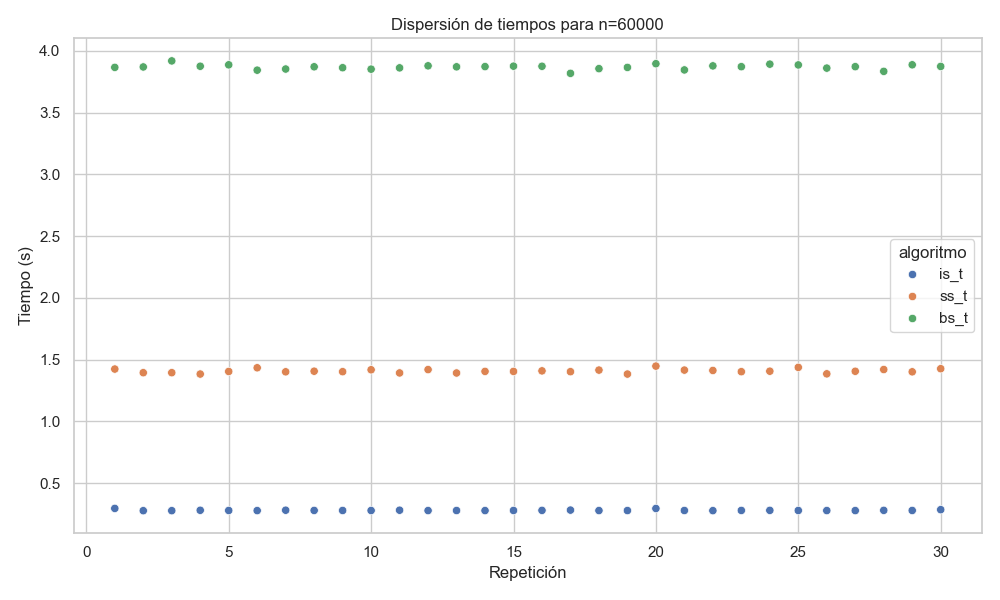 Dispersión de tiempos para n=60000
Tiempo (s)
4.0
3.5
3.0
2.5
2.0
1.5
1.0
0.5
algoritmo
is_t
ss_t
bs_t
0 5 10 15 20 25 30
Repetición